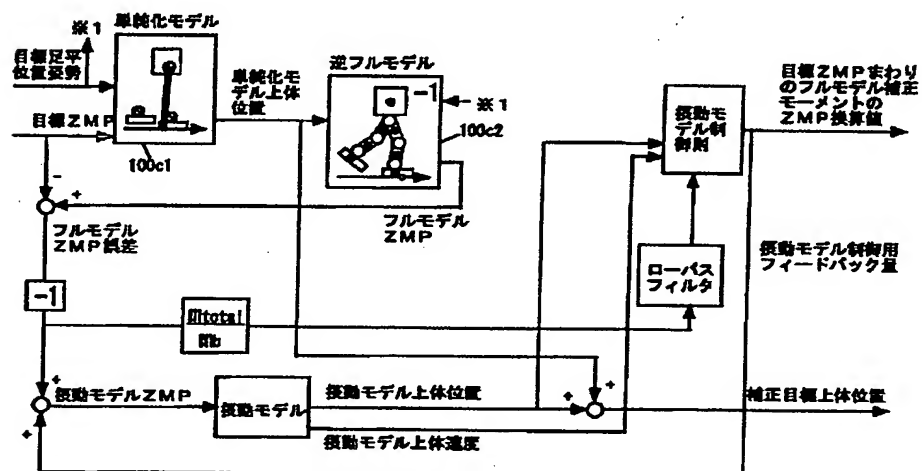 ※1
目標足平
位置姿勢
単純化モデル
目標ZMP
100c1
単純化モ
デル上体
位置
逆フルモデル
-1
※1
100c2
摂動モ
デル制
御則
目標ZMPまわり
のフルモデル補正
モーメントの
ZMP換算値
-
+
フルモデル
ZMP誤差
フルモデル
ZMP
-1
mtotal
mb
ローパス
フィルタ
摂動モデル制御用
フィードバック量
+
+
摂動モデルZMP
摂動モデル
摂動モデル上体位置
摂動モデル上体速度
+
+
補正目標上体位置